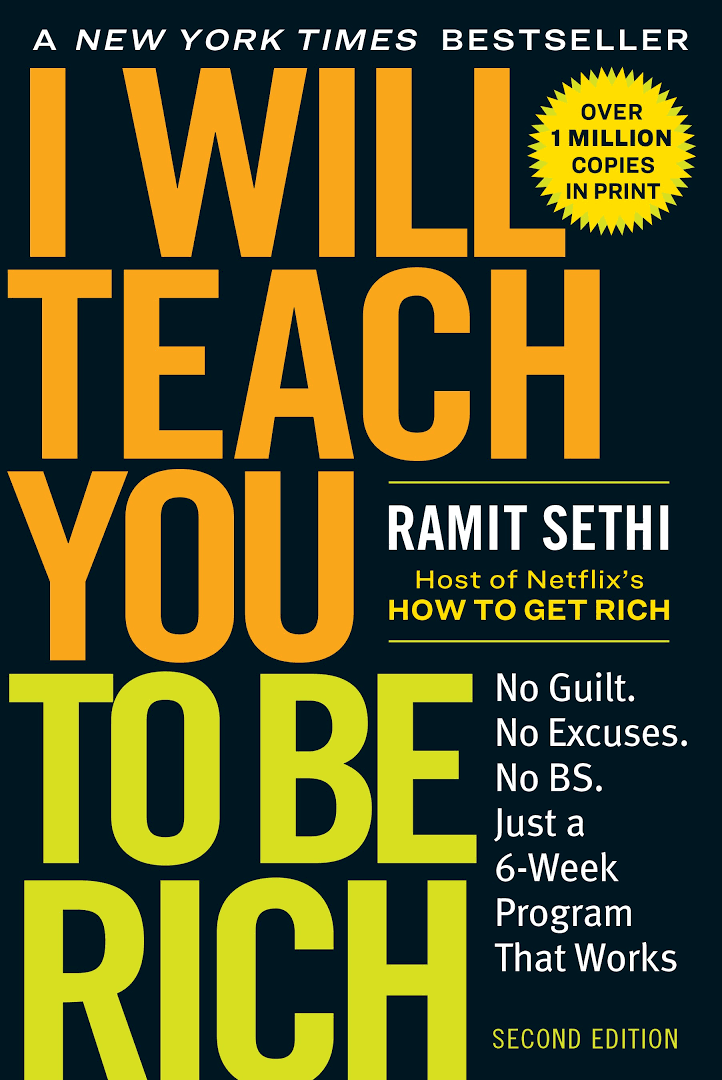 A NEW YORK TIMES BESTSELLER
I WILL
OVER
1 MILLION
COPIES
IN PRINT
TEACH
YOU
RAMIT SETHI
Host of Netflix's
HOW TO GET RICH
TO BE
RICH
No Guilt.
No Excuses.
No BS.
Just a
6-Week
Program
That Works
SECOND EDITION